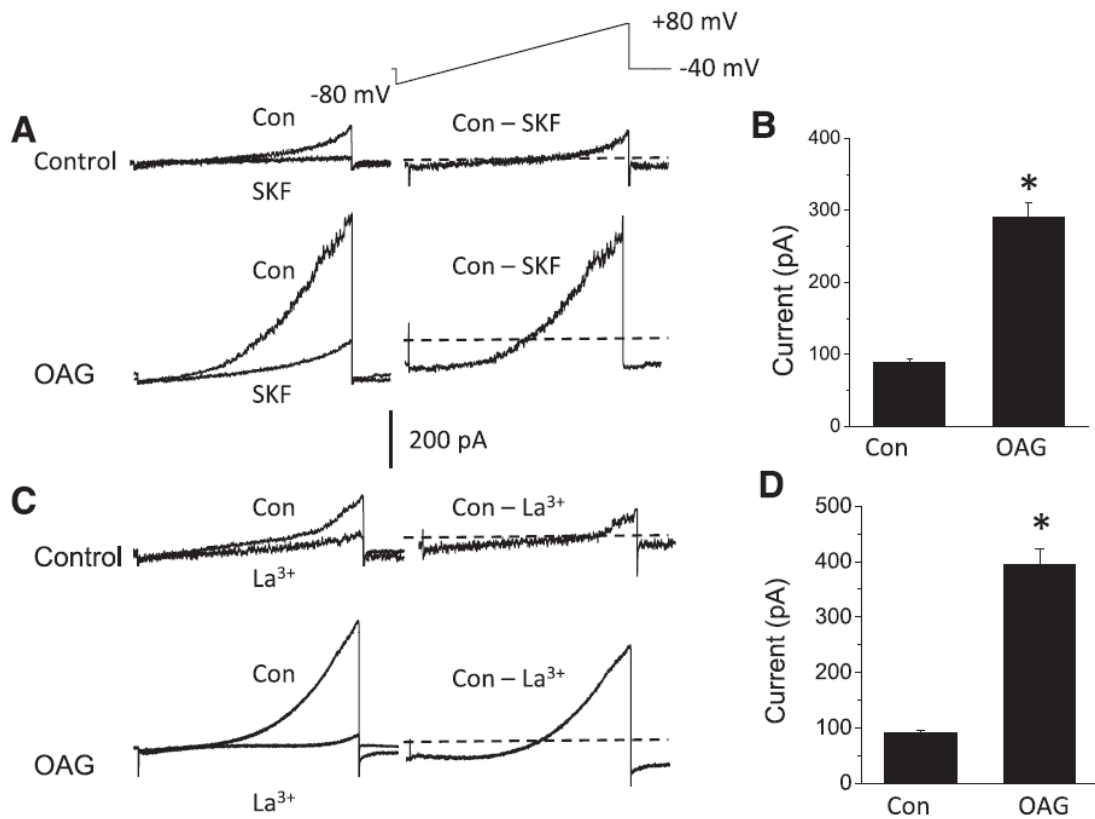 +80 mV
-40 mV
-80 mV
A
Con
Con – SKF
Control
SKF
Con
Con – SKF
OAG
SKF
200 pA
B
400
300
200
100
0
Current (pA)
*
Con
OAG
C
Con
Con – La³⁺
Control
La³⁺
Con
Con – La³⁺
OAG
La³⁺
D
500
400
300
200
100
0
Current (pA)
*
Con
OAG